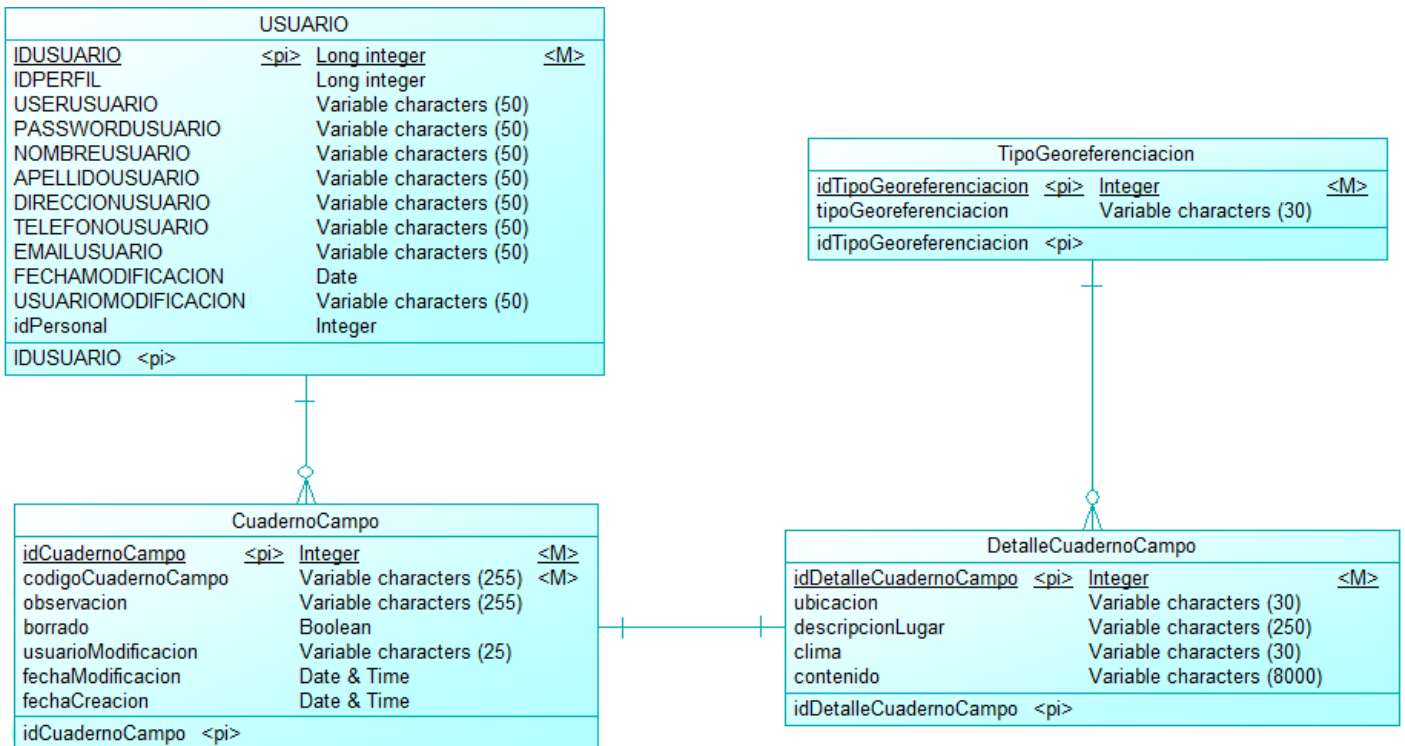 USUARIO
IDUSUARIO <pi> Long integer <M>
IDPERFIL Long integer
USERUSUARIO Variable characters (50)
PASSWORDUSUARIO Variable characters (50)
NOMBREUSUARIO Variable characters (50)
APELLIDOUSUARIO Variable characters (50)
DIRECCIONUSUARIO Variable characters (50)
TELEFONOUSUARIO Variable characters (50)
EMAILUSUARIO Variable characters (50)
FECHAMODIFICACION Date
USUARIOMODIFICACION Variable characters (50)
idPersonal Integer
IDUSUARIO <pi>
TipoGeoreferenciacion
idTipoGeoreferenciacion <pi> Integer <M>
tipoGeoreferenciacion Variable characters (30)
idTipoGeoreferenciacion <pi>
CuadernoCampo
idCuadernoCampo <pi> Integer <M>
codigoCuadernoCampo Variable characters (255) <M>
observacion Variable characters (255)
borrado Boolean
usuarioModificacion Variable characters (25)
fechaModificacion Date & Time
fechaCreacion Date & Time
idCuadernoCampo <pi>
DetalleCuadernoCampo
idDetalleCuadernoCampo <pi> Integer <M>
ubicacion Variable characters (30)
descripcionLugar Variable characters (250)
clima Variable characters (30)
contenido Variable characters (8000)
idDetalleCuadernoCampo <pi>